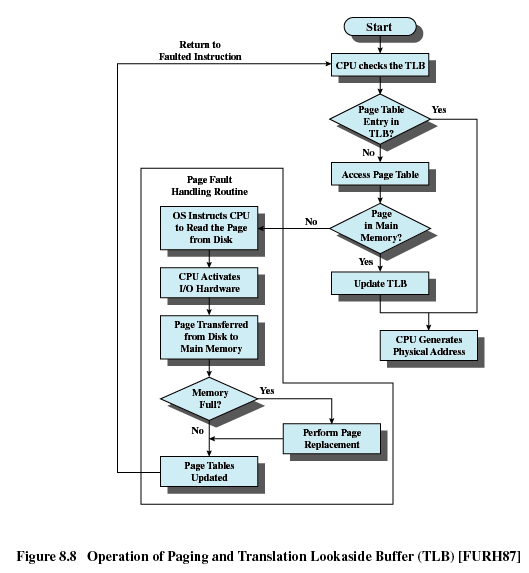 Start
Return to
Faulted Instruction
CPU checks the TLB
Page Table
Entry in
TLB?
Yes
No
Access Page Table
Page Fault
Handling Routine
OS Instructs CPU
to Read the Page
from Disk
No
Page
in Main
Memory?
Yes
CPU Activates
I/O Hardware
Update TLB
Page Transferred
from Disk to
Main Memory
CPU Generates
Physical Address
Memory
Full?
Yes
No
Perform Page
Replacement
Page Tables
Updated
Figure 8.8 Operation of Paging and Translation Lookaside Buffer (TLB) [FURH87]